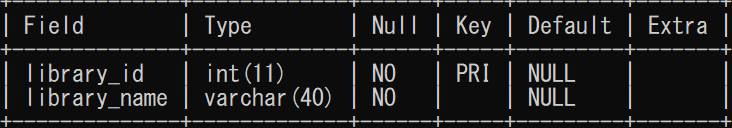 | Field | Type | Null | Key | Default | Extra |
| library_id | int(11) | NO | PRI | NULL | |
| library_name | varchar(40) | NO | | NULL | |